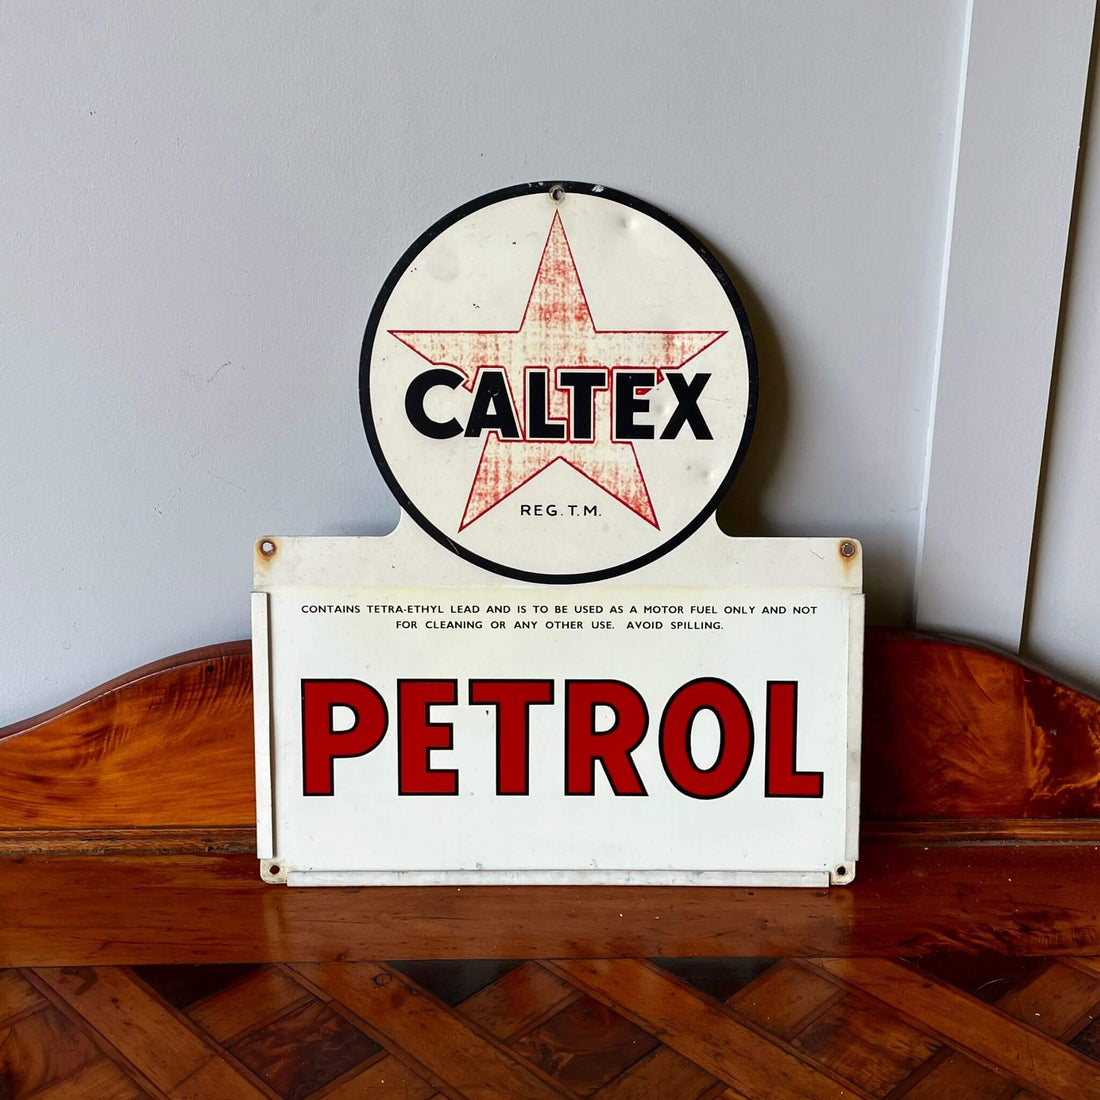 CALTEX
REG. T.M.
CONTAINS TETRA-ETHYL LEAD AND IS TO BE USED AS A MOTOR FUEL ONLY AND NOT
FOR CLEANING OR ANY OTHER USE. AVOID SPILLING.
PETROL